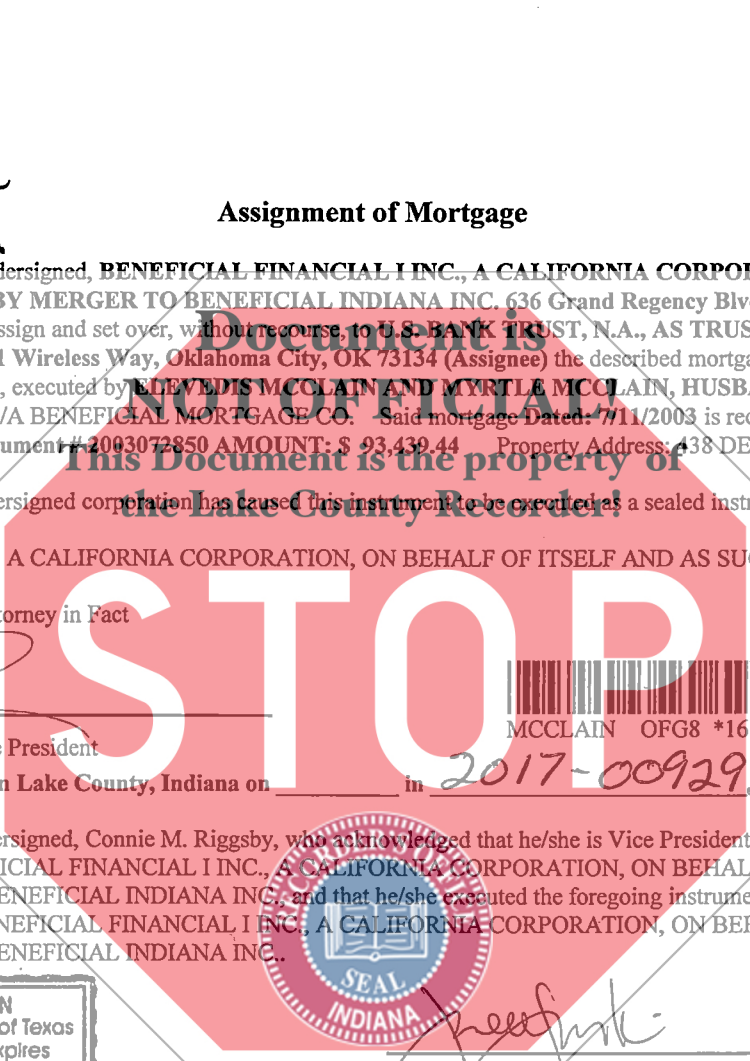 Assignment of Mortgage
dersigned, BENEFICIAL FINANCIAL I INC., A CALIFORNIA CORPOR
BY MERGER TO BENEFICIAL INDIANA INC. 636 Grand Regency Blv
Document is
ssign and set over, without recourse, to U.S. BANK TRUST, N.A., AS TRUS
1 Wireless Way, Oklahoma City, OK 73134 (Assignee) the described mortga
NOT OFFICIAL!
, executed by ELEVEDIS MCCLAIN AND MYRTLE MCCLAIN, HUSB
/A BENEFICIAL MORTGAGE CO. Said mortgage Dated: 7/11/2003 is rec
ument # 2003072850 AMOUNT: $ 93,439.44 Property Address: 438 DE
This Document is the property of
the Lake County Recorder!
ersigned corporation has caused this instrument to be executed as a sealed instr
A CALIFORNIA CORPORATION, ON BEHALF OF ITSELF AND AS SU
STOP
torney in Fact
MCCLAIN OFG8 *16
e President
n Lake County, Indiana on in 2017-00929
ersigned, Connie M. Riggsby, who acknowledged that he/she is Vice President
ICIAL FINANCIAL I INC., A CALIFORNIA CORPORATION, ON BEHAL
ENEFICIAL INDIANA INC., and that he/she executed the foregoing instrume
NEFICIAL FINANCIAL I INC., A CALIFORNIA CORPORATION, ON BEH
ENEFICIAL INDIANA INC..
SEAL
INDIANA
N
of Texas
xpires